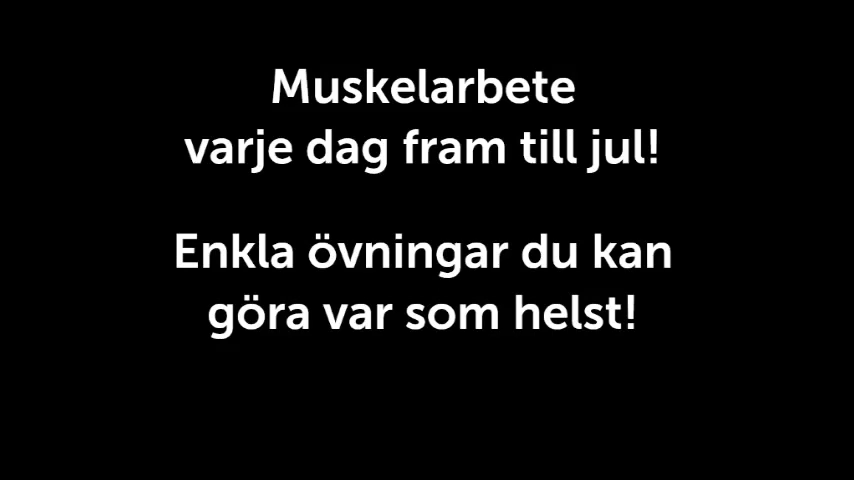 Muskelarbete
varje dag fram till jul!
Enkla övningar du kan
göra var som helst!